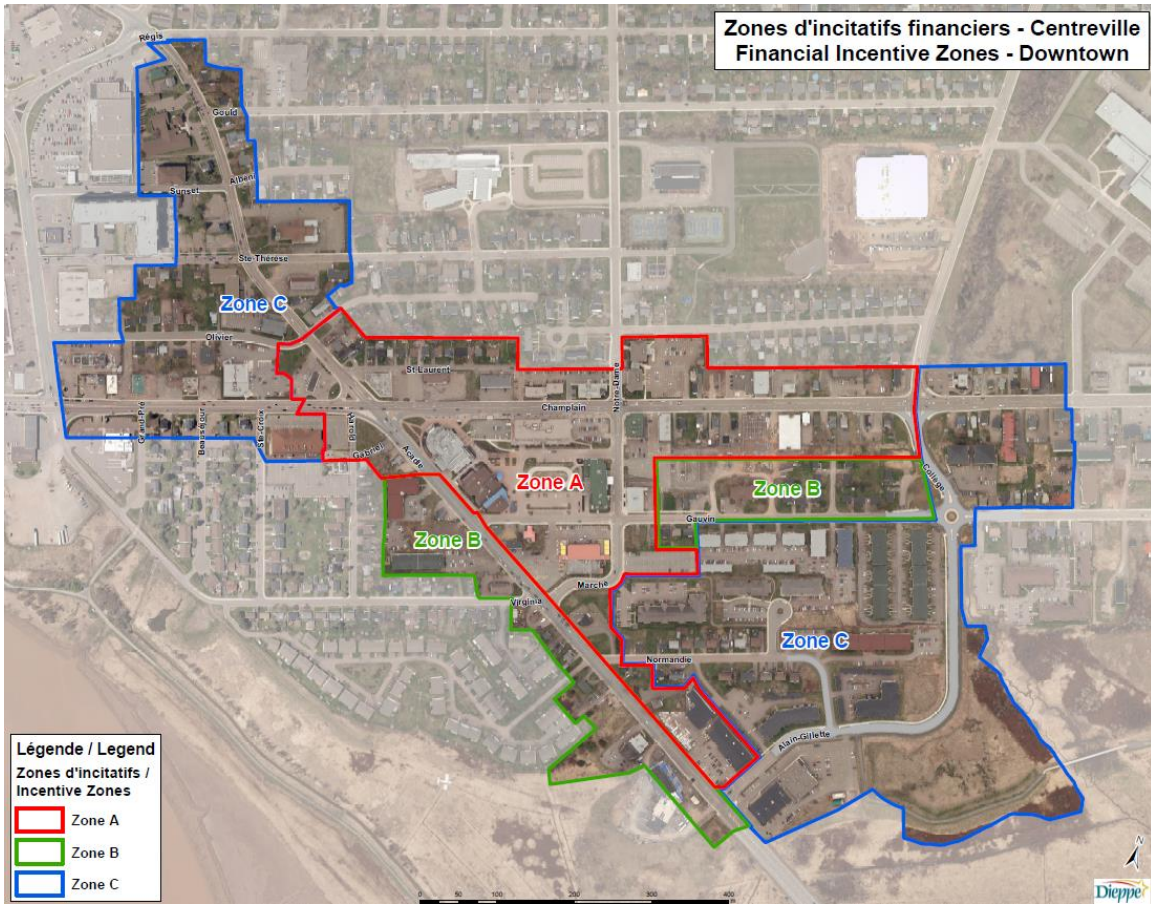 Zones d'incitatifs financiers - Centreville
Financial Incentive Zones - Downtown
Régis
Gould
Albert
Sunset
Ste-Thérèse
Zone C
Olivier
St-Laurent
Champlain
Notre-Dame
Grand-Pré
Beauséjour
Ste-Croix
Harold
Gabriel
Acadie
Collège
Zone A
Zone B
Gauvin
Zone B
Marché
Virginia
Zone C
Normandie
Alain-Gillette
Légende / Legend
Zones d'incitatifs /
Incentive Zones
Zone A
Zone B
Zone C
0 50 100 200 300 400
m
N
Dieppe